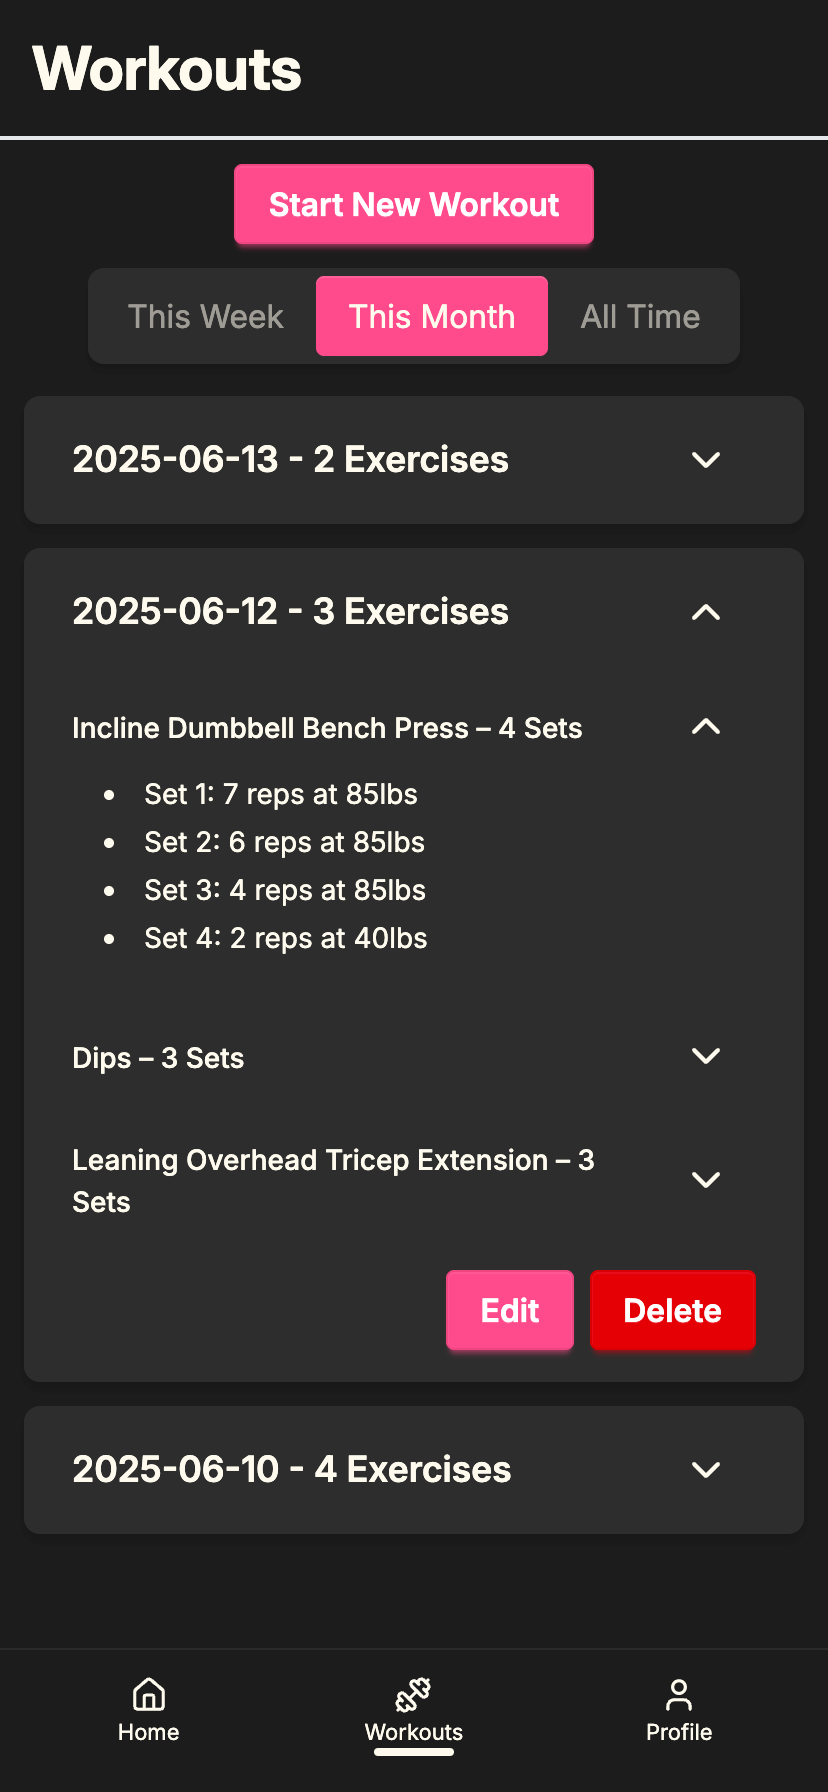 Workouts
Start New Workout
This Week
This Month
All Time
2025-06-13 - 2 Exercises
2025-06-12 - 3 Exercises
Incline Dumbbell Bench Press – 4 Sets
Set 1: 7 reps at 85lbs
Set 2: 6 reps at 85lbs
Set 3: 4 reps at 85lbs
Set 4: 2 reps at 40lbs
Dips – 3 Sets
Leaning Overhead Tricep Extension – 3
Sets
Edit
Delete
2025-06-10 - 4 Exercises
Home
Workouts
Profile